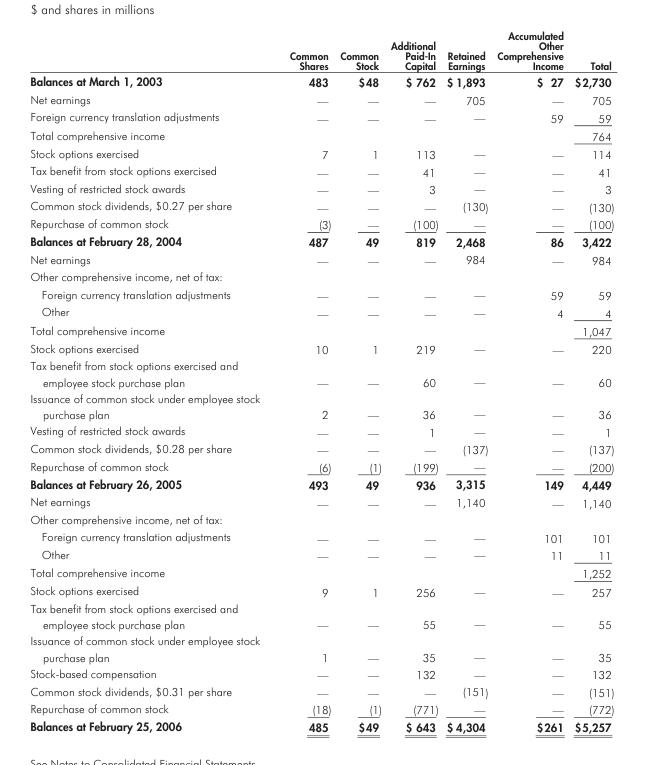 $ and shares in millions
Accumulated
Additional Other
Common Common Paid-In Retained Comprehensive
Shares Stock Capital Earnings Income Total
Balances at March 1, 2003 483 $48 $ 762 $ 1,893 $ 27 $2,730
Net earnings — — — 705 — 705
Foreign currency translation adjustments — — — — 59 59
Total comprehensive income 764
Stock options exercised 7 1 113 — — 114
Tax benefit from stock options exercised — — 41 — — 41
Vesting of restricted stock awards — — 3 — — 3
Common stock dividends, $0.27 per share — — — (130) — (130)
Repurchase of common stock (3) — (100) — — (100)
Balances at February 28, 2004 487 49 819 2,468 86 3,422
Net earnings — — — 984 — 984
Other comprehensive income, net of tax:
Foreign currency translation adjustments — — — — 59 59
Other — — — — 4 4
Total comprehensive income 1,047
Stock options exercised 10 1 219 — — 220
Tax benefit from stock options exercised and
employee stock purchase plan — — 60 — — 60
Issuance of common stock under employee stock
purchase plan 2 — 36 — — 36
Vesting of restricted stock awards — — 1 — — 1
Common stock dividends, $0.28 per share — — — (137) — (137)
Repurchase of common stock (6) (1) (199) — — (200)
Balances at February 26, 2005 493 49 936 3,315 149 4,449
Net earnings — — — 1,140 — 1,140
Other comprehensive income, net of tax:
Foreign currency translation adjustments — — — — 101 101
Other — — — — 11 11
Total comprehensive income 1,252
Stock options exercised 9 1 256 — — 257
Tax benefit from stock options exercised and
employee stock purchase plan — — 55 — — 55
Issuance of common stock under employee stock
purchase plan 1 — 35 — — 35
Stock-based compensation — — 132 — — 132
Common stock dividends, $0.31 per share — — — (151) — (151)
Repurchase of common stock (18) (1) (771) — — (772)
Balances at February 25, 2006 485 $49 $ 643 $ 4,304 $261 $5,257
See Notes to Consolidated Financial Statements